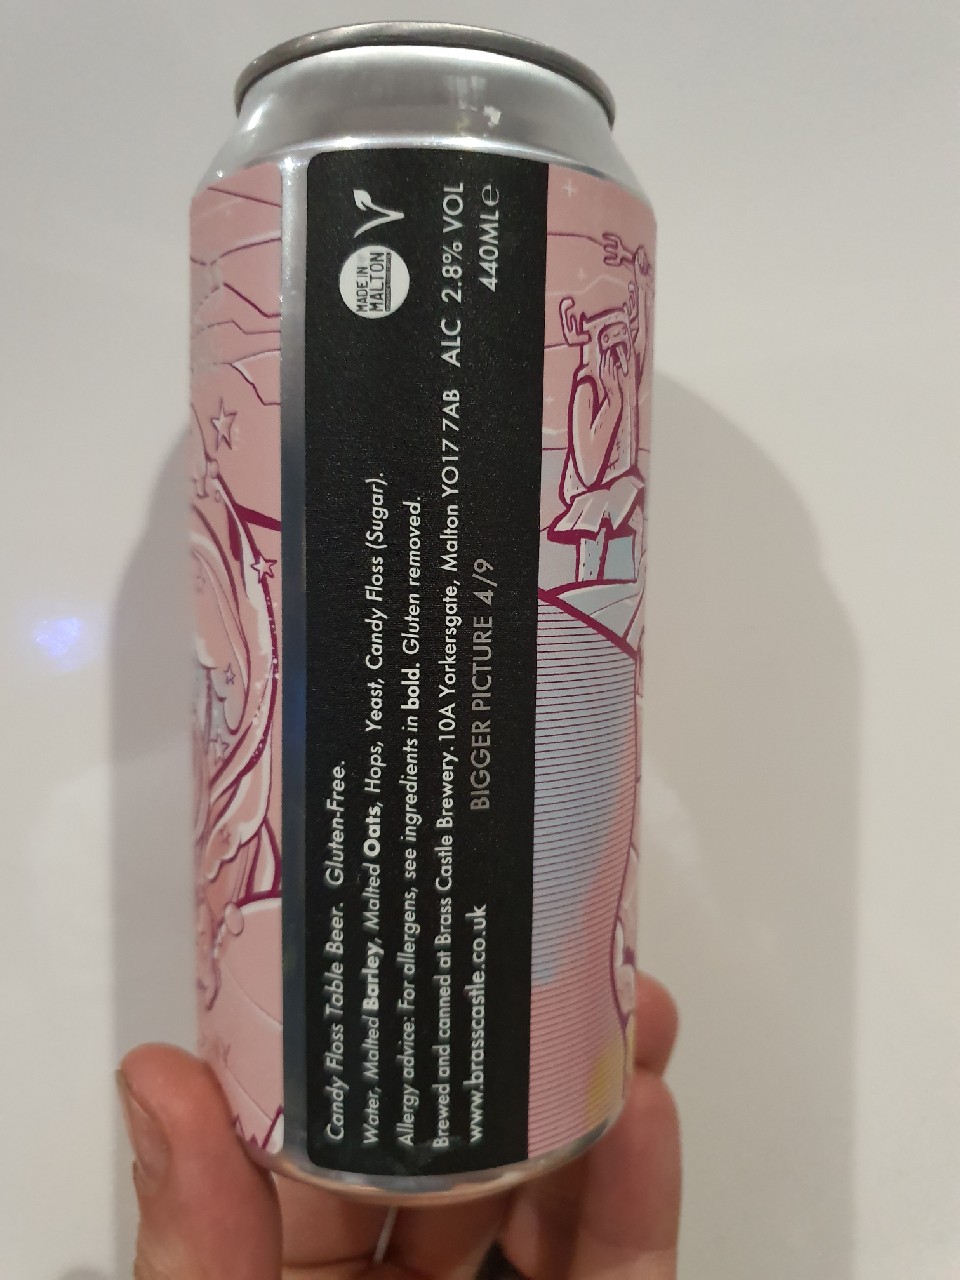 Candy Floss Table Beer. Gluten-Free.
Water, Malted Barley, Malted Oats, Hops, Yeast, Candy Floss (Sugar).
Allergy advice: For allergens, see ingredients in bold. Gluten removed.
Brewed and canned at Brass Castle Brewery. 10A Yorkersgate, Malton YO17 7AB ALC 2.8% VOL
www.brasscastle.co.uk BIGGER PICTURE 4/9 440ML℮
MADE IN
MALTON